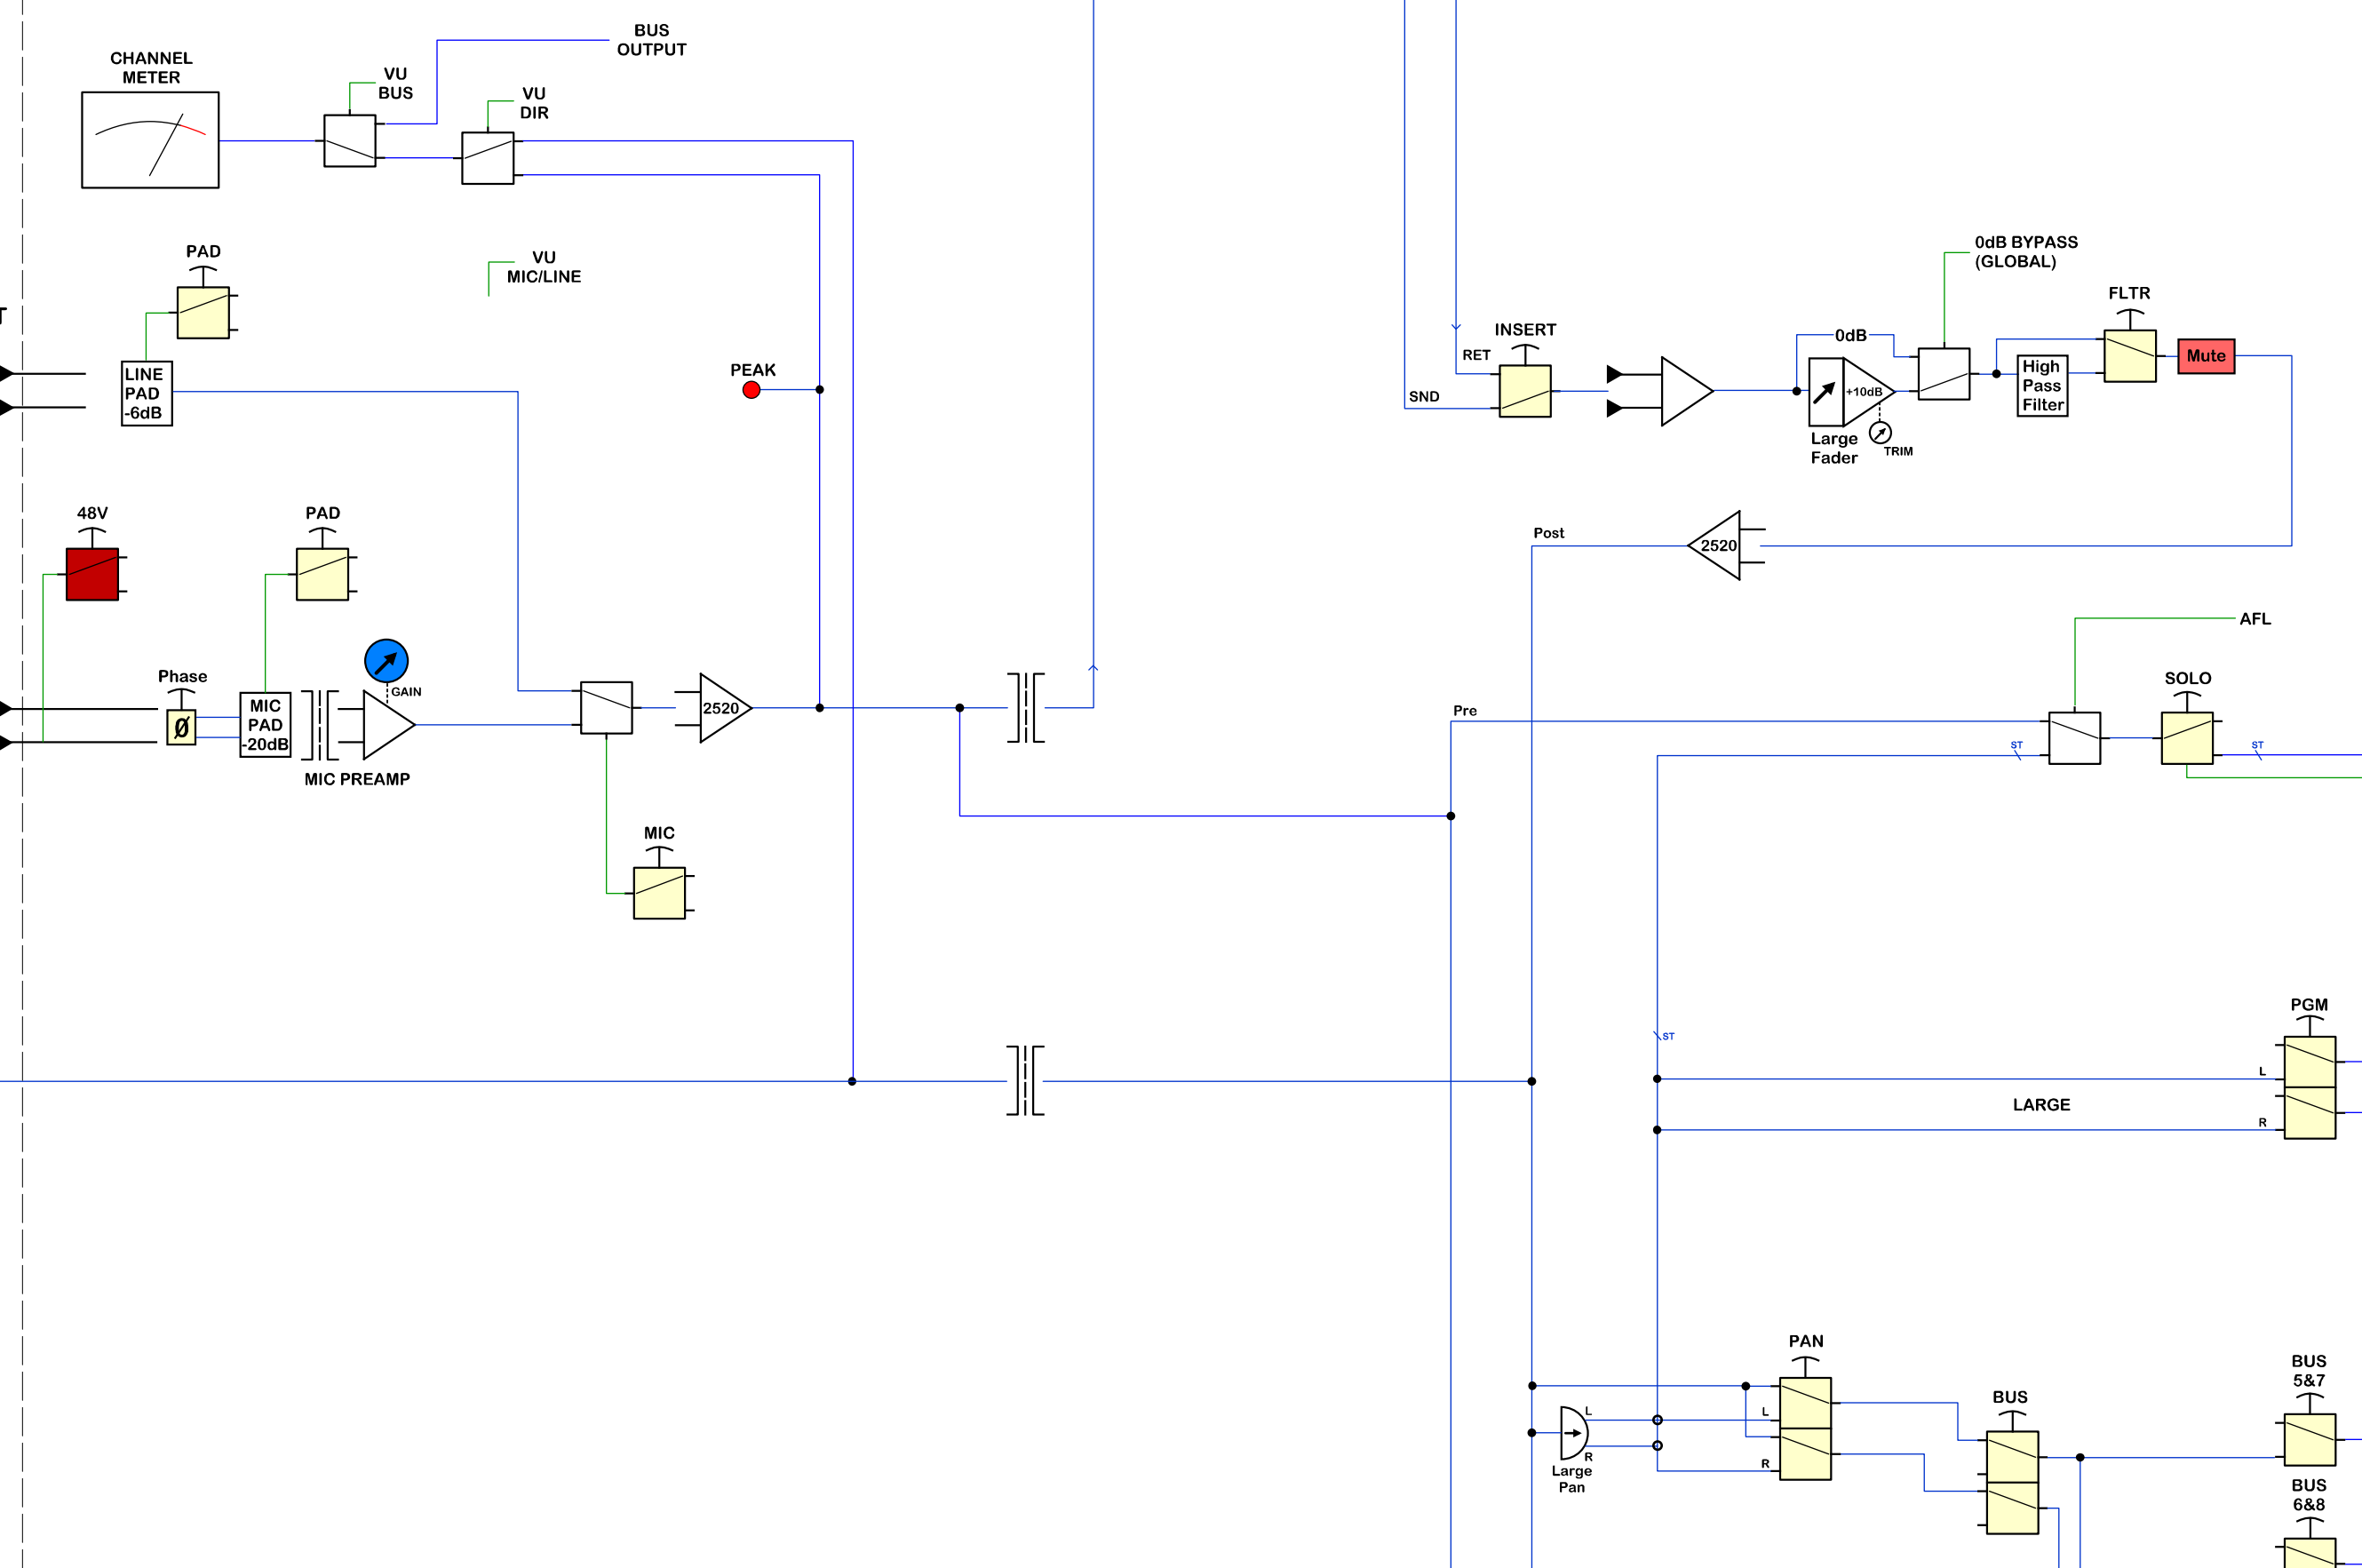 BUS
OUTPUT
CHANNEL
METER
VU
BUS
VU
DIR
PAD
VU
MIC/LINE
0dB BYPASS
(GLOBAL)
FLTR
T
INSERT
0dB
RET
SND
PEAK
LINE
PAD
-6dB
+10dB
High
Pass
Filter
Mute
Large
Fader
TRIM
48V
PAD
Post
2520
AFL
Phase
Ø
MIC
PAD
-20dB
GAIN
MIC PREAMP
2520
Pre
SOLO
ST
ST
MIC
PGM
ST
L
LARGE
R
PAN
BUS
5&7
BUS
L
L
R
R
Large
Pan
BUS
6&8